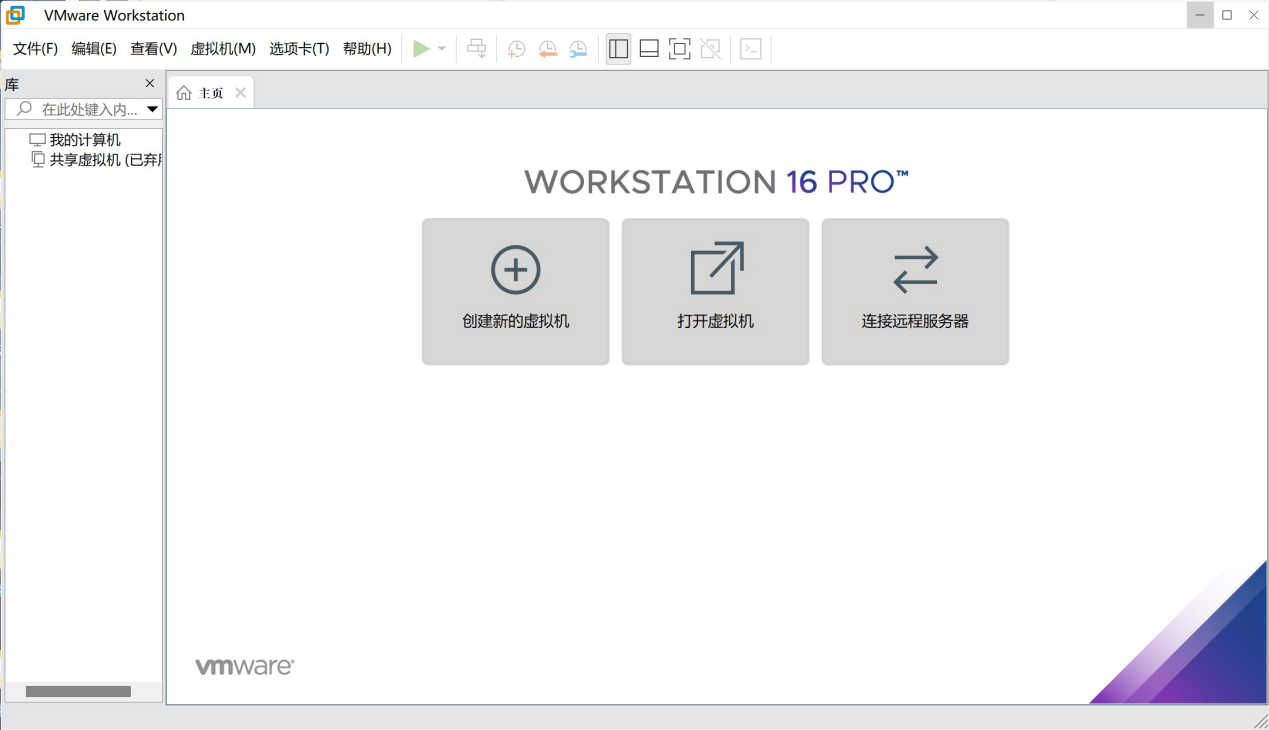 VMware Workstation
文件(F) 编辑(E) 查看(V) 虚拟机(M) 选项卡(T) 帮助(H)
库
主页
在此处键入内...
我的计算机
共享虚拟机 (已弃
WORKSTATION 16 PRO™
创建新的虚拟机 打开虚拟机 连接远程服务器
vmware®